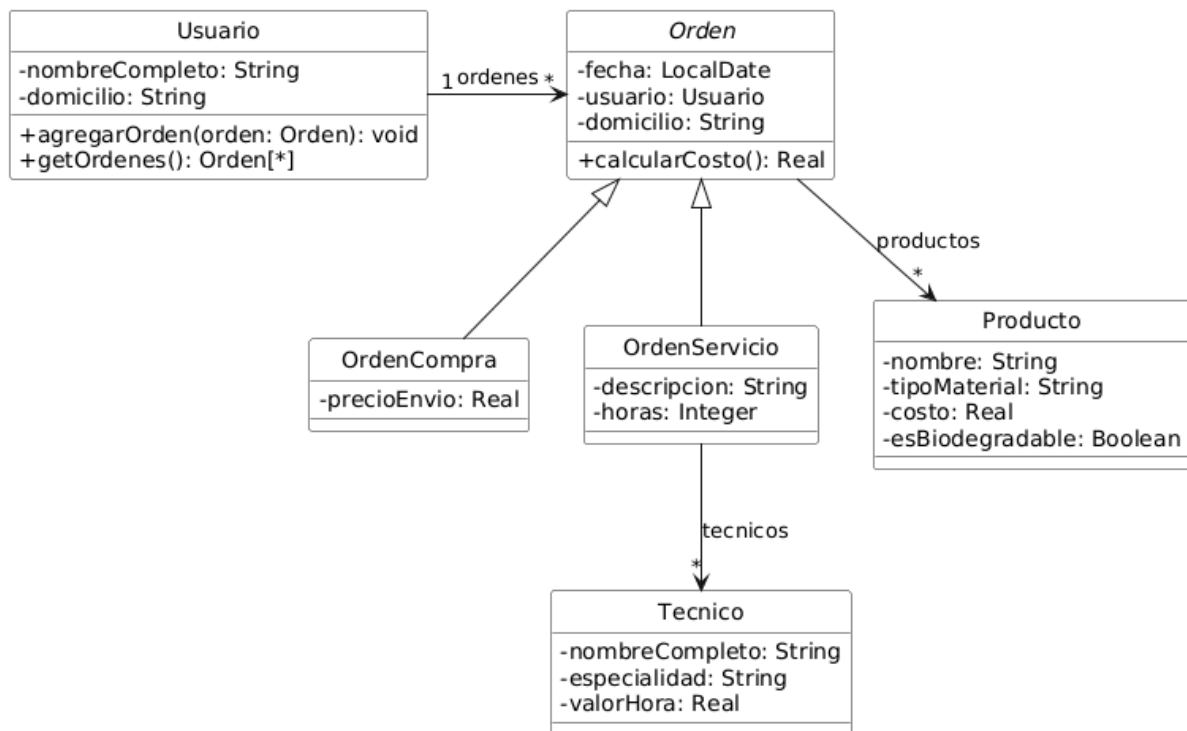 Usuario
-nombreCompleto: String
-domicilio: String
+agregarOrden(orden: Orden): void
+getOrdenes(): Orden[*]
1 ordenes *
Orden
-fecha: LocalDate
-usuario: Usuario
-domicilio: String
+calcularCosto(): Real
productos
*
OrdenCompra
-precioEnvio: Real
OrdenServicio
-descripcion: String
-horas: Integer
Producto
-nombre: String
-tipoMaterial: String
-costo: Real
-esBiodegradable: Boolean
tecnicos
*
Tecnico
-nombreCompleto: String
-especialidad: String
-valorHora: Real